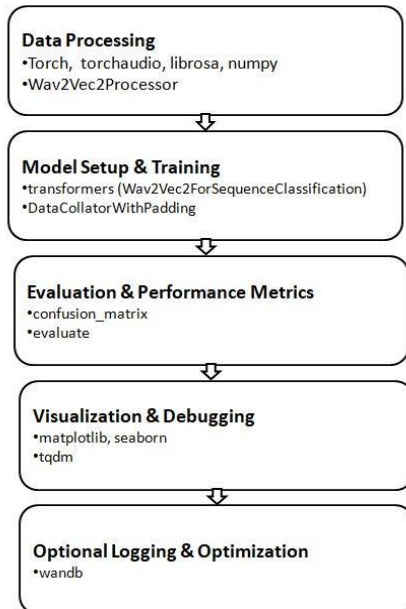 Data Processing
•Torch, torchaudio, librosa, numpy
•Wav2Vec2Processor
Model Setup & Training
•transformers (Wav2Vec2ForSequenceClassification)
•DataCollatorWithPadding
Evaluation & Performance Metrics
•confusion_matrix
•evaluate
Visualization & Debugging
•matplotlib, seaborn
•tqdm
Optional Logging & Optimization
•wandb